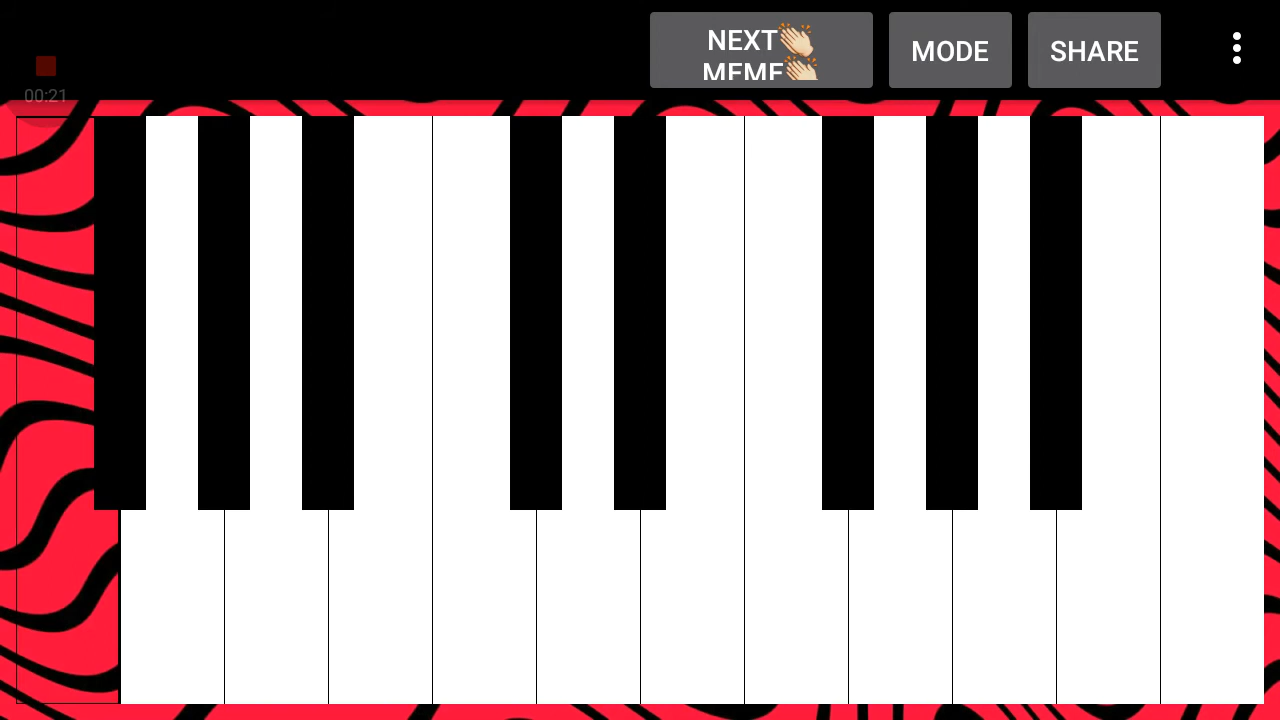 NEXT👏🏻
MEME👏🏻
MODE
SHARE
00:21